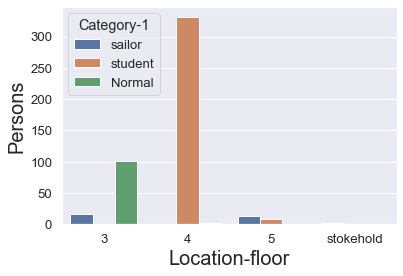 Category-1
sailor
student
Normal
Persons
300
250
200
150
100
50
0
3 4 5 stokehold
Location-floor